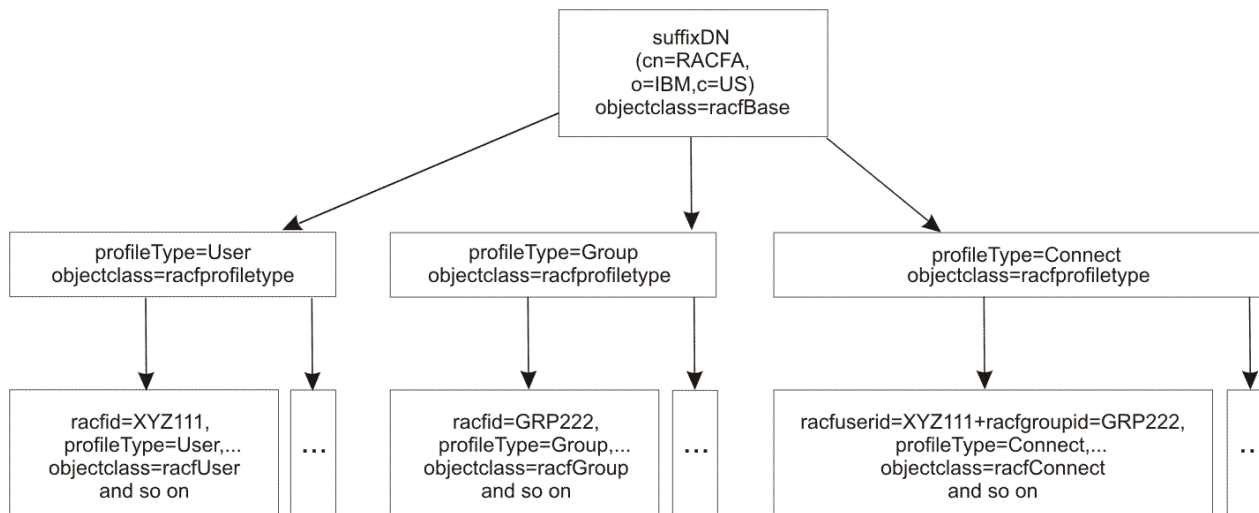 suffixDN
(cn=RACFA,
o=IBM,c=US)
objectclass=racfBase
profileType=User
objectclass=racfprofiletype
profileType=Group
objectclass=racfprofiletype
profileType=Connect
objectclass=racfprofiletype
racfid=XYZ111,
profileType=User,...
objectclass=racfUser
and so on
...
racfid=GRP222,
profileType=Group,...
objectclass=racfGroup
and so on
...
racfuserid=XYZ111+racfgroupid=GRP222,
profileType=Connect,...
objectclass=racfConnect
and so on
...